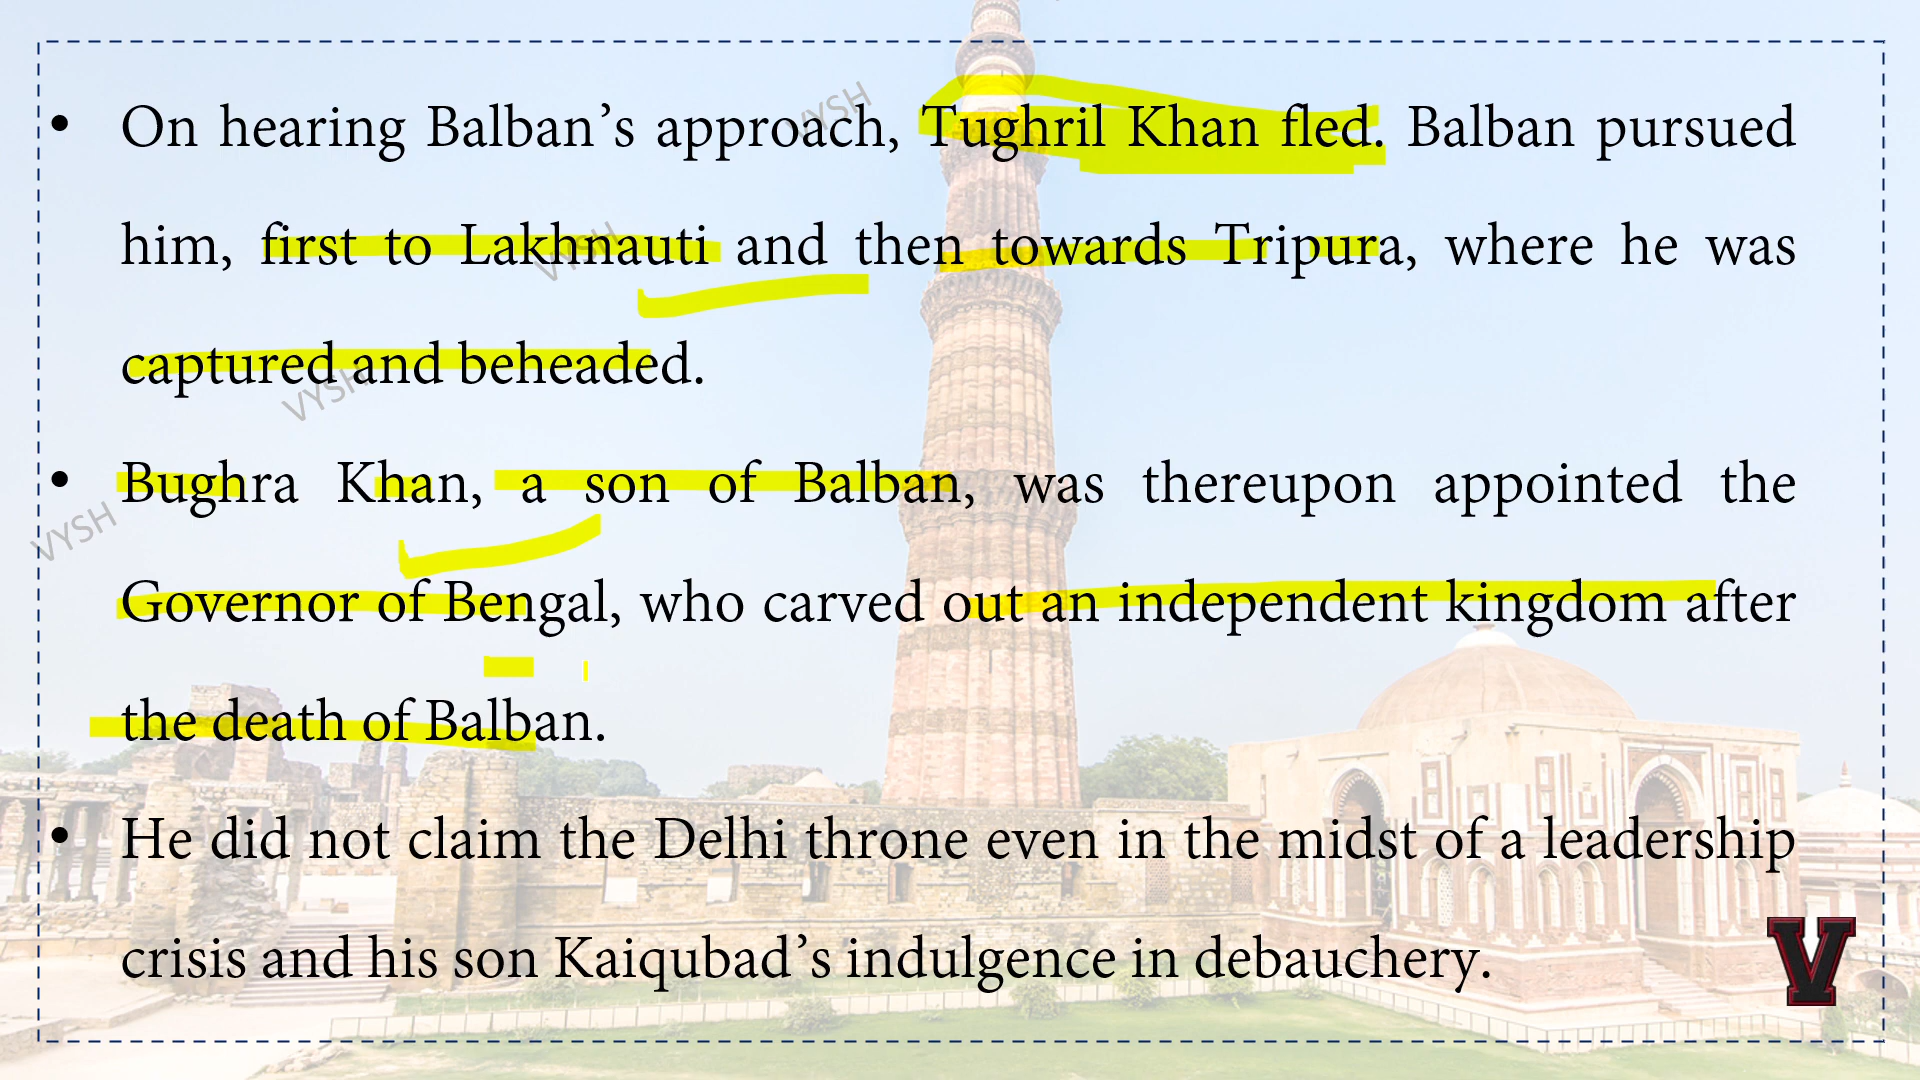 • On hearing Balban’s approach, Tughril Khan fled. Balban pursued
him, first to Lakhnauti and then towards Tripura, where he was
captured and beheaded.
• Bughra Khan, a son of Balban, was thereupon appointed the
Governor of Bengal, who carved out an independent kingdom after
the death of Balban.
• He did not claim the Delhi throne even in the midst of a leadership
crisis and his son Kaiqubad’s indulgence in debauchery.
VYSH
VYSH
VYSH
VYSH
V